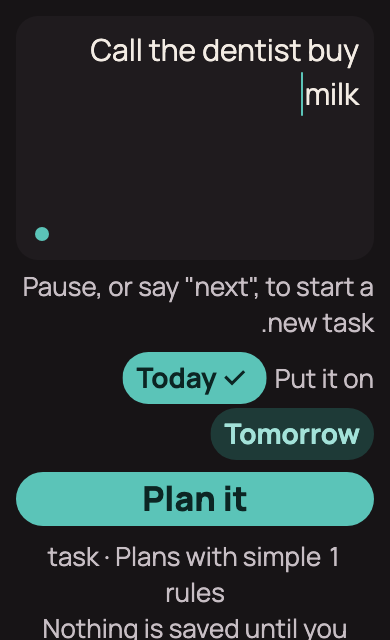 Call the dentist buy
milk
Pause, or say "next", to start a
.new task
Put it on Today ✓
Tomorrow
Plan it
task · Plans with simple 1
rules
Nothing is saved until you